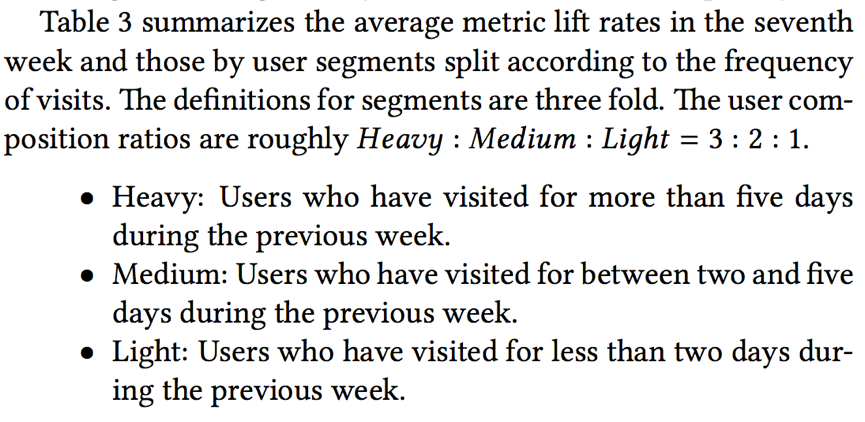 Table 3 summarizes the average metric lift rates in the seventh
week and those by user segments split according to the frequency
of visits. The definitions for segments are three fold. The user com-
position ratios are roughly Heavy : Medium : Light = 3 : 2 : 1.
• Heavy: Users who have visited for more than five days
during the previous week.
• Medium: Users who have visited for between two and five
days during the previous week.
• Light: Users who have visited for less than two days dur-
ing the previous week.